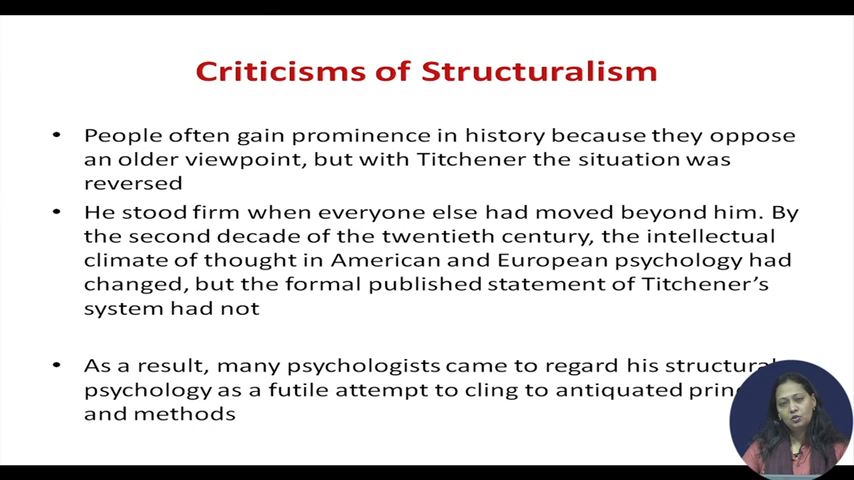 Criticisms of Structuralism
• People often gain prominence in history because they oppose
an older viewpoint, but with Titchener the situation was
reversed
• He stood firm when everyone else had moved beyond him. By
the second decade of the twentieth century, the intellectual
climate of thought in American and European psychology had
changed, but the formal published statement of Titchener's
system had not
• As a result, many psychologists came to regard his structural
psychology as a futile attempt to cling to antiquated
and methods